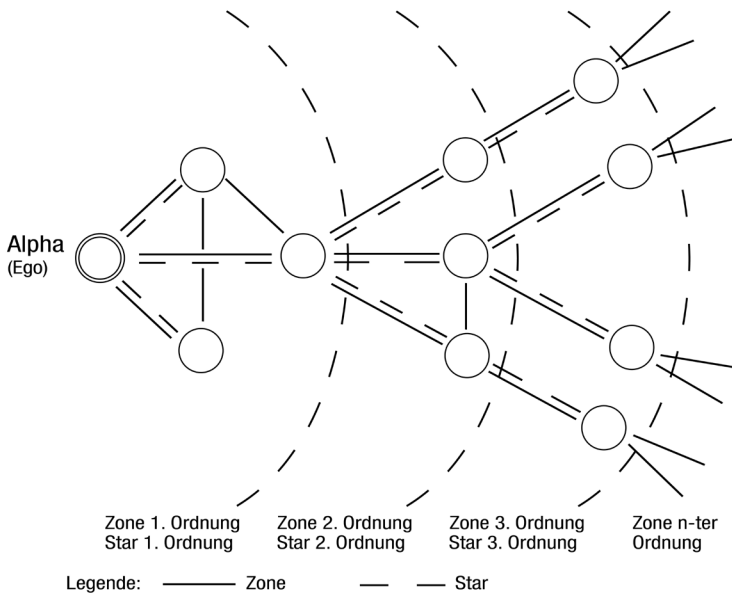 Alpha
(Ego)
Zone 1. Ordnung
Star 1. Ordnung
Zone 2. Ordnung
Star 2. Ordnung
Zone 3. Ordnung
Star 3. Ordnung
Zone n-ter
Ordnung
Legende: Zone Star